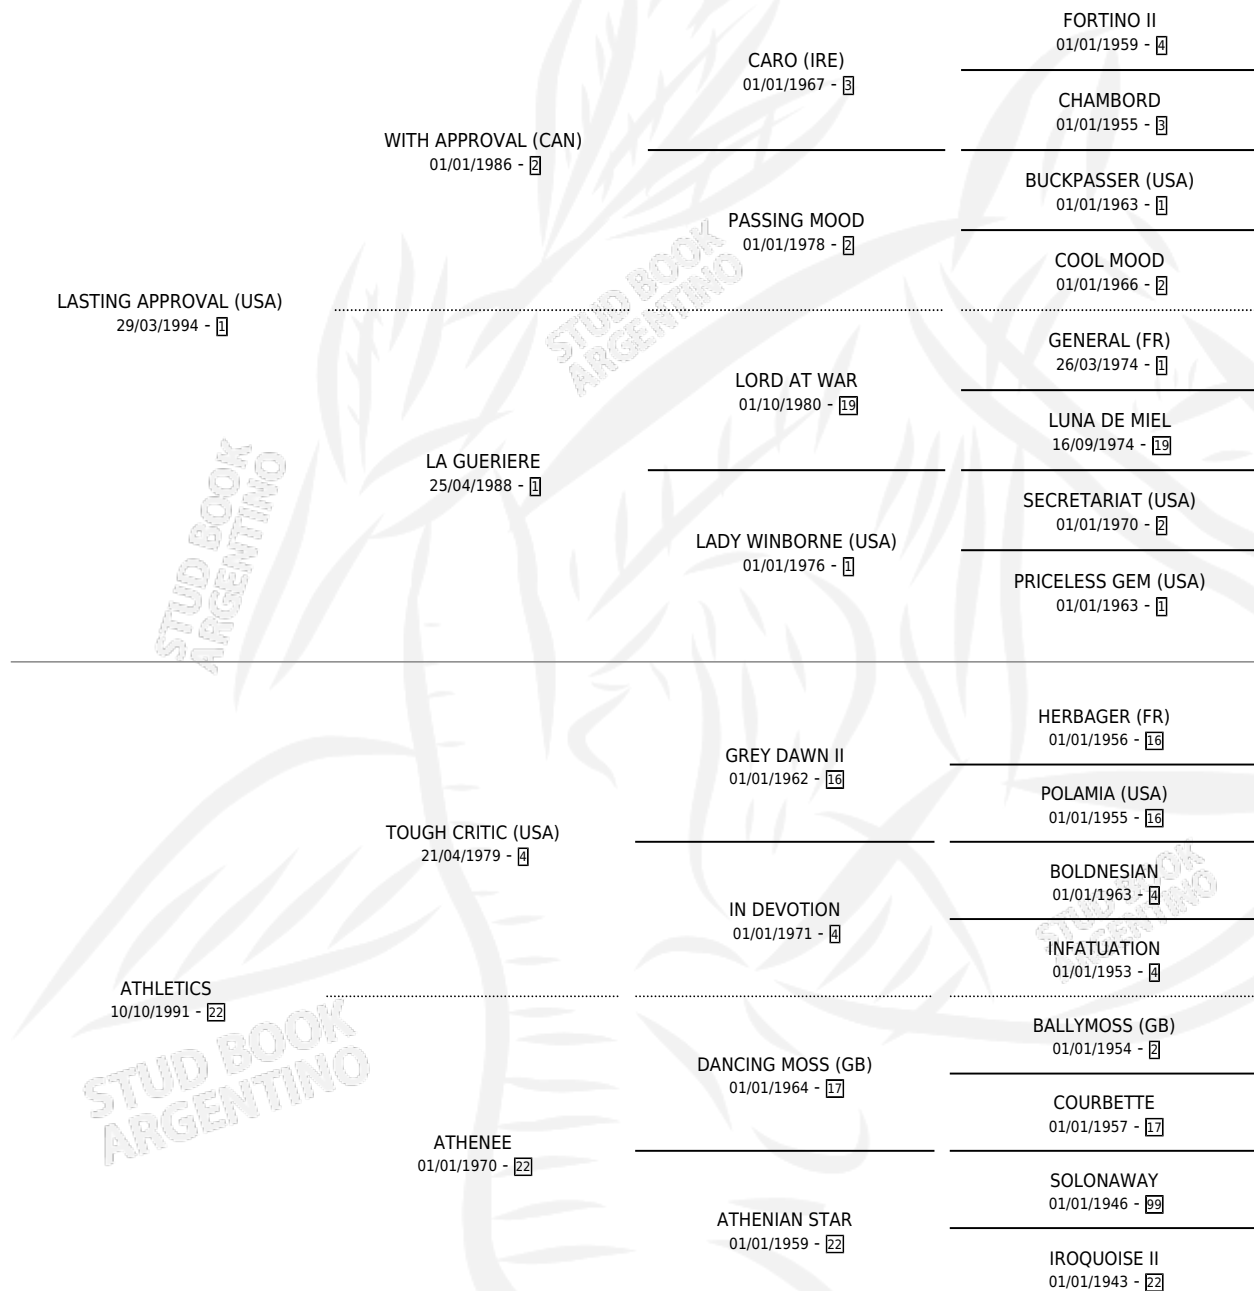 FORTINO II
01/01/1959 - 4
CARO (IRE)
01/01/1967 - 3
CHAMBORD
01/01/1955 - 3
WITH APPROVAL (CAN)
01/01/1986 - 2
BUCKPASSER (USA)
01/01/1963 - 1
PASSING MOOD
01/01/1978 - 2
COOL MOOD
01/01/1966 - 2
LASTING APPROVAL (USA)
29/03/1994 - 1
GENERAL (FR)
26/03/1974 - 1
LORD AT WAR
01/10/1980 - 19
LUNA DE MIEL
16/09/1974 - 19
LA GUERIERE
25/04/1988 - 1
SECRETARIAT (USA)
01/01/1970 - 2
LADY WINBORNE (USA)
01/01/1976 - 1
PRICELESS GEM (USA)
01/01/1963 - 1
HERBAGER (FR)
01/01/1956 - 16
GREY DAWN II
01/01/1962 - 16
POLAMIA (USA)
01/01/1955 - 16
TOUGH CRITIC (USA)
21/04/1979 - 4
BOLDNESIAN
01/01/1963 - 4
IN DEVOTION
01/01/1971 - 4
INFATUATION
01/01/1953 - 4
ATHLETICS
10/10/1991 - 22
BALLYMOSS (GB)
01/01/1954 - 2
DANCING MOSS (GB)
01/01/1964 - 17
COURBETTE
01/01/1957 - 17
ATHENEE
01/01/1970 - 22
SOLONAWAY
01/01/1946 - 99
ATHENIAN STAR
01/01/1959 - 22
IROQUOISE II
01/01/1943 - 22
STUD BOOK
ARGENTINO
STUD BOOK
ARGENTINO
STUD BOOK
ARGENTINO
STUD BOOK
ARGENTINO